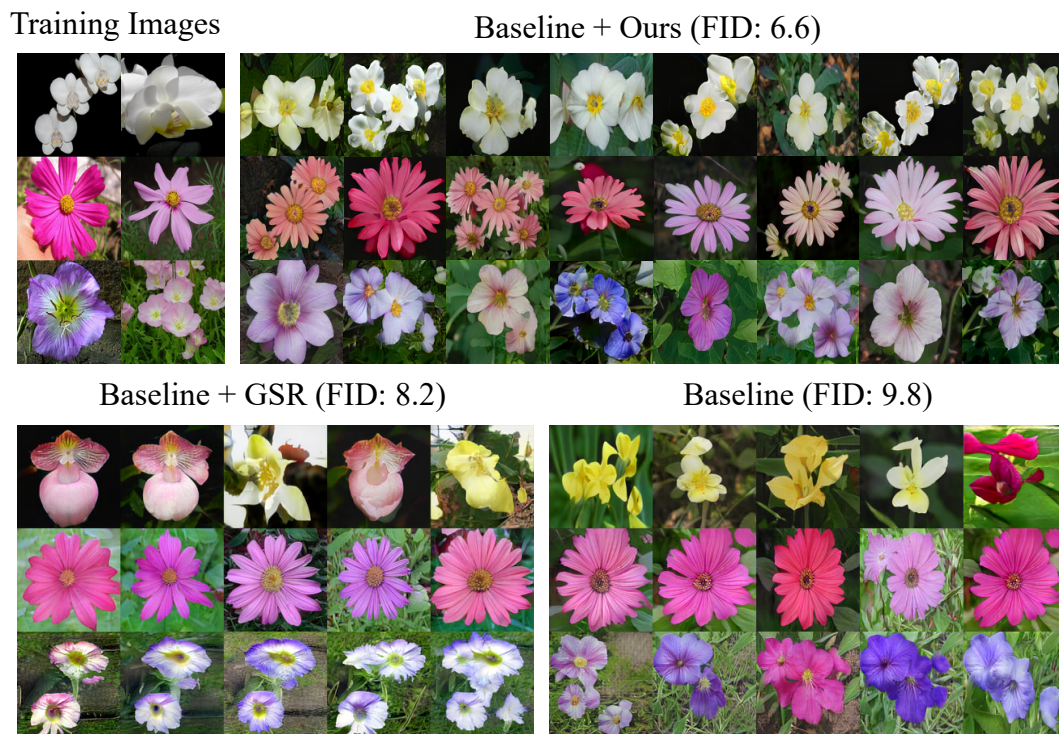 Training Images
Baseline + Ours (FID: 6.6)
Baseline + GSR (FID: 8.2)
Baseline (FID: 9.8)